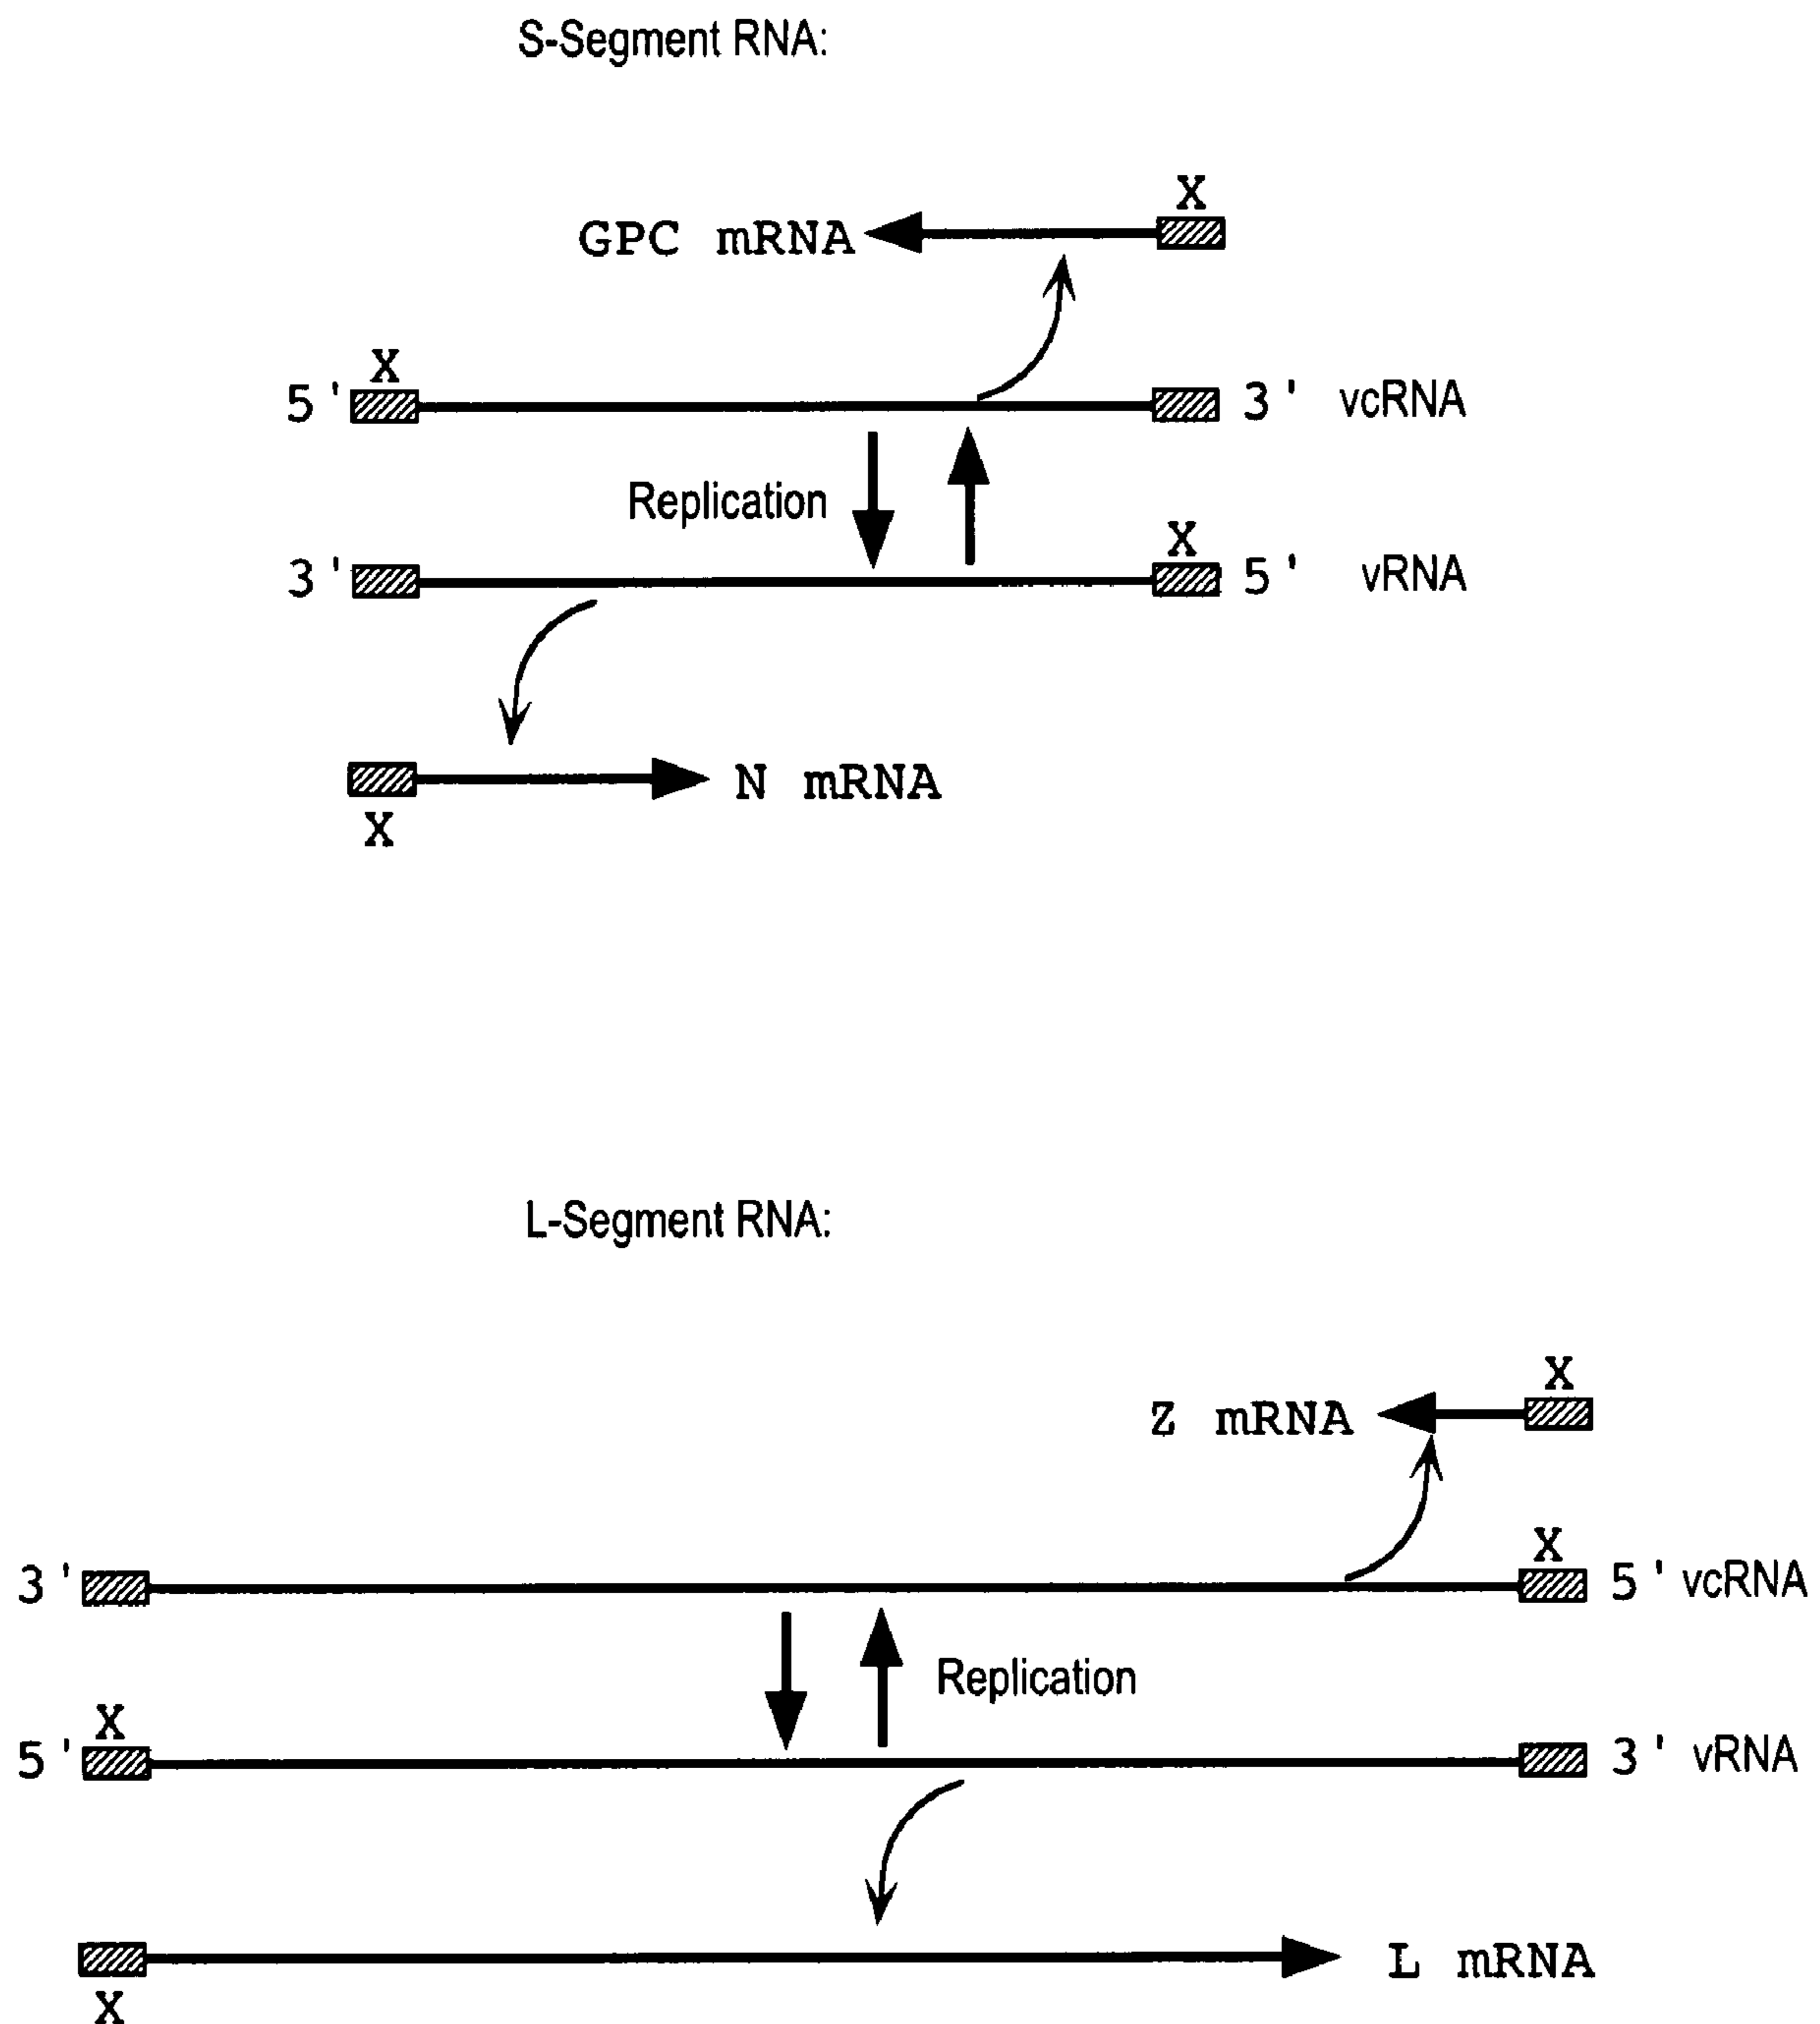 S-Segment RNA:
X
GPC mRNA
X
5' 3' vcRNA
Replication
X
3' 5' vRNA
N mRNA
X
L-Segment RNA:
X
Z mRNA
X
3' 5' vcRNA
Replication
X
5' 3' vRNA
L mRNA
X